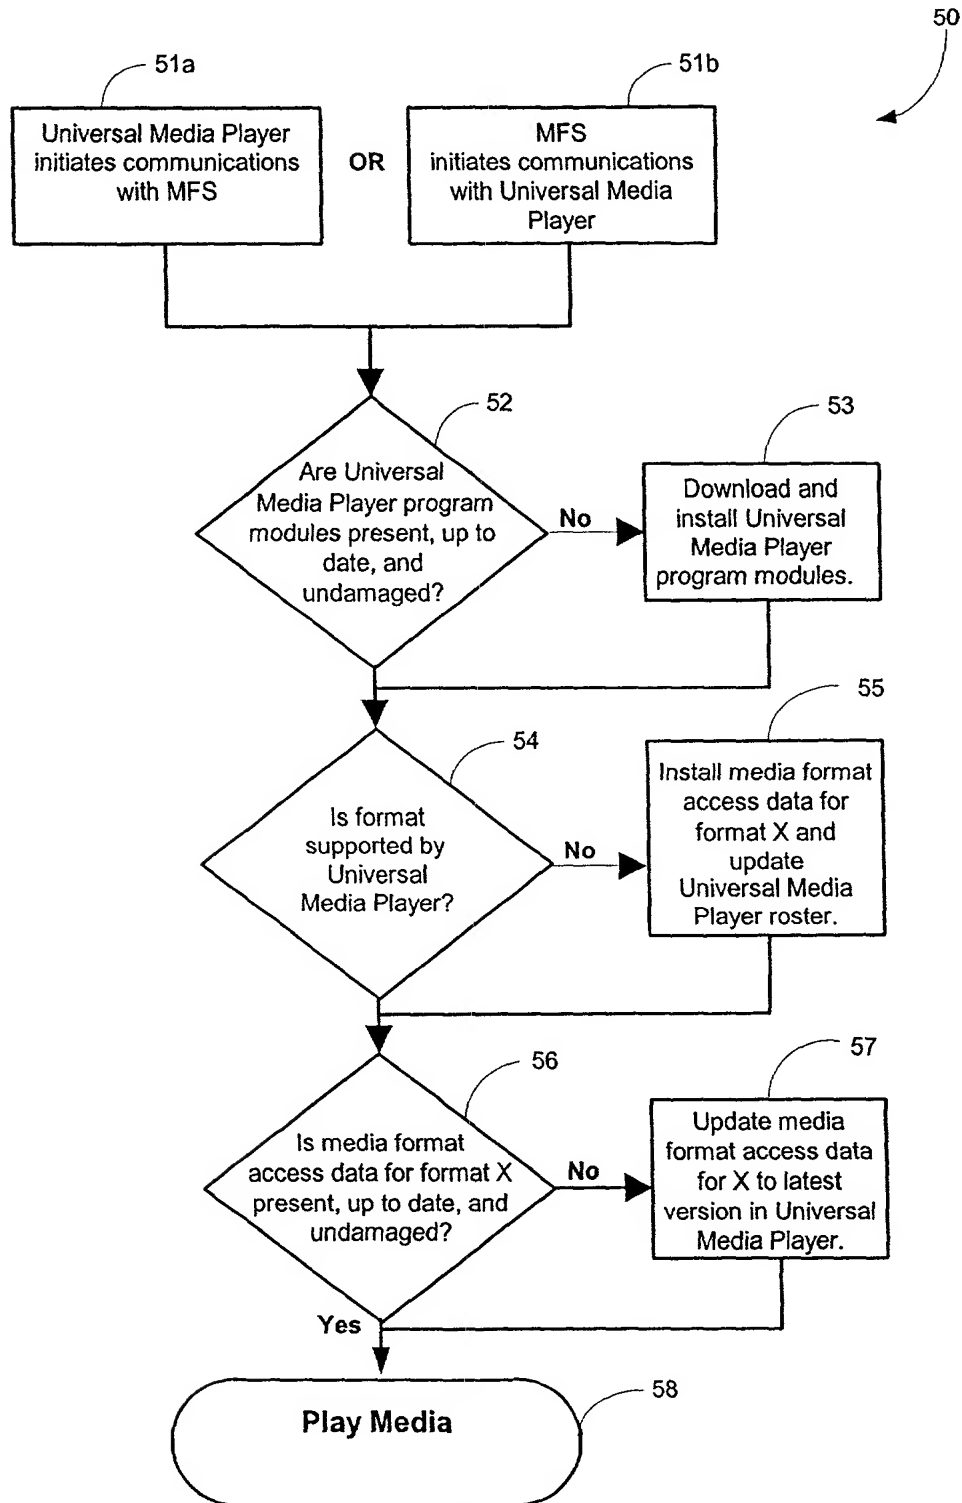 50
51a
51b
Universal Media Player
initiates communications
with MFS
OR
MFS
initiates communications
with Universal Media
Player
52
Are Universal
Media Player program
modules present, up to
date, and
undamaged?
No
53
Download and
install Universal
Media Player
program modules.
54
Is format
supported by
Universal
Media Player?
No
55
Install media format
access data for
format X and
update
Universal Media
Player roster.
56
Is media format
access data for format X
present, up to date, and
undamaged?
No
57
Update media
format access data
for X to latest
version in Universal
Media Player.
Yes
58
Play Media